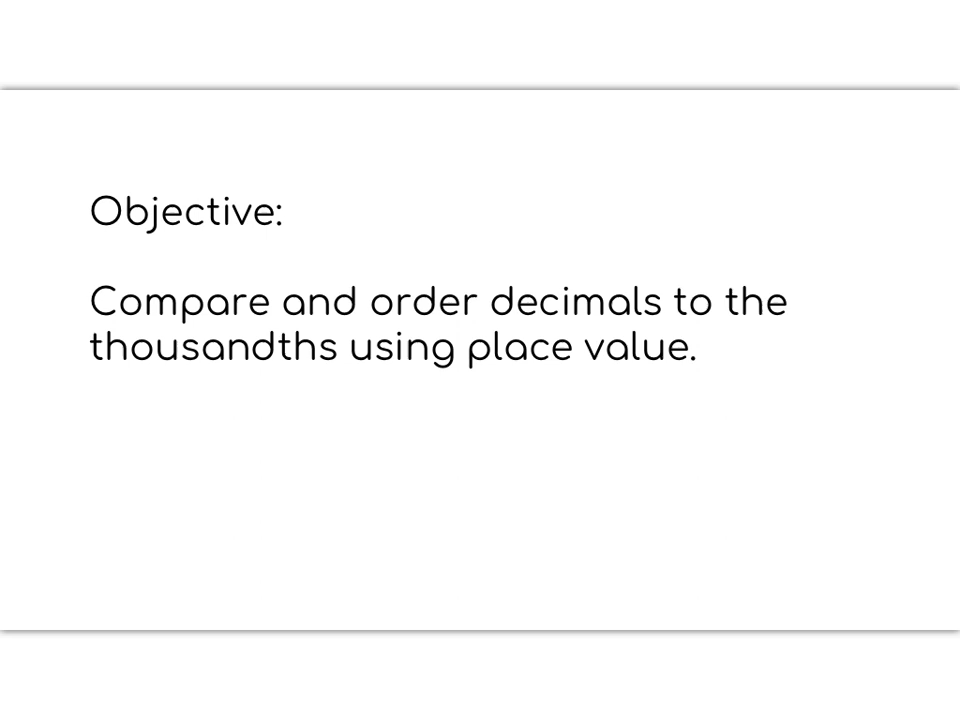 Objective:
Compare and order decimals to the
thousandths using place value.